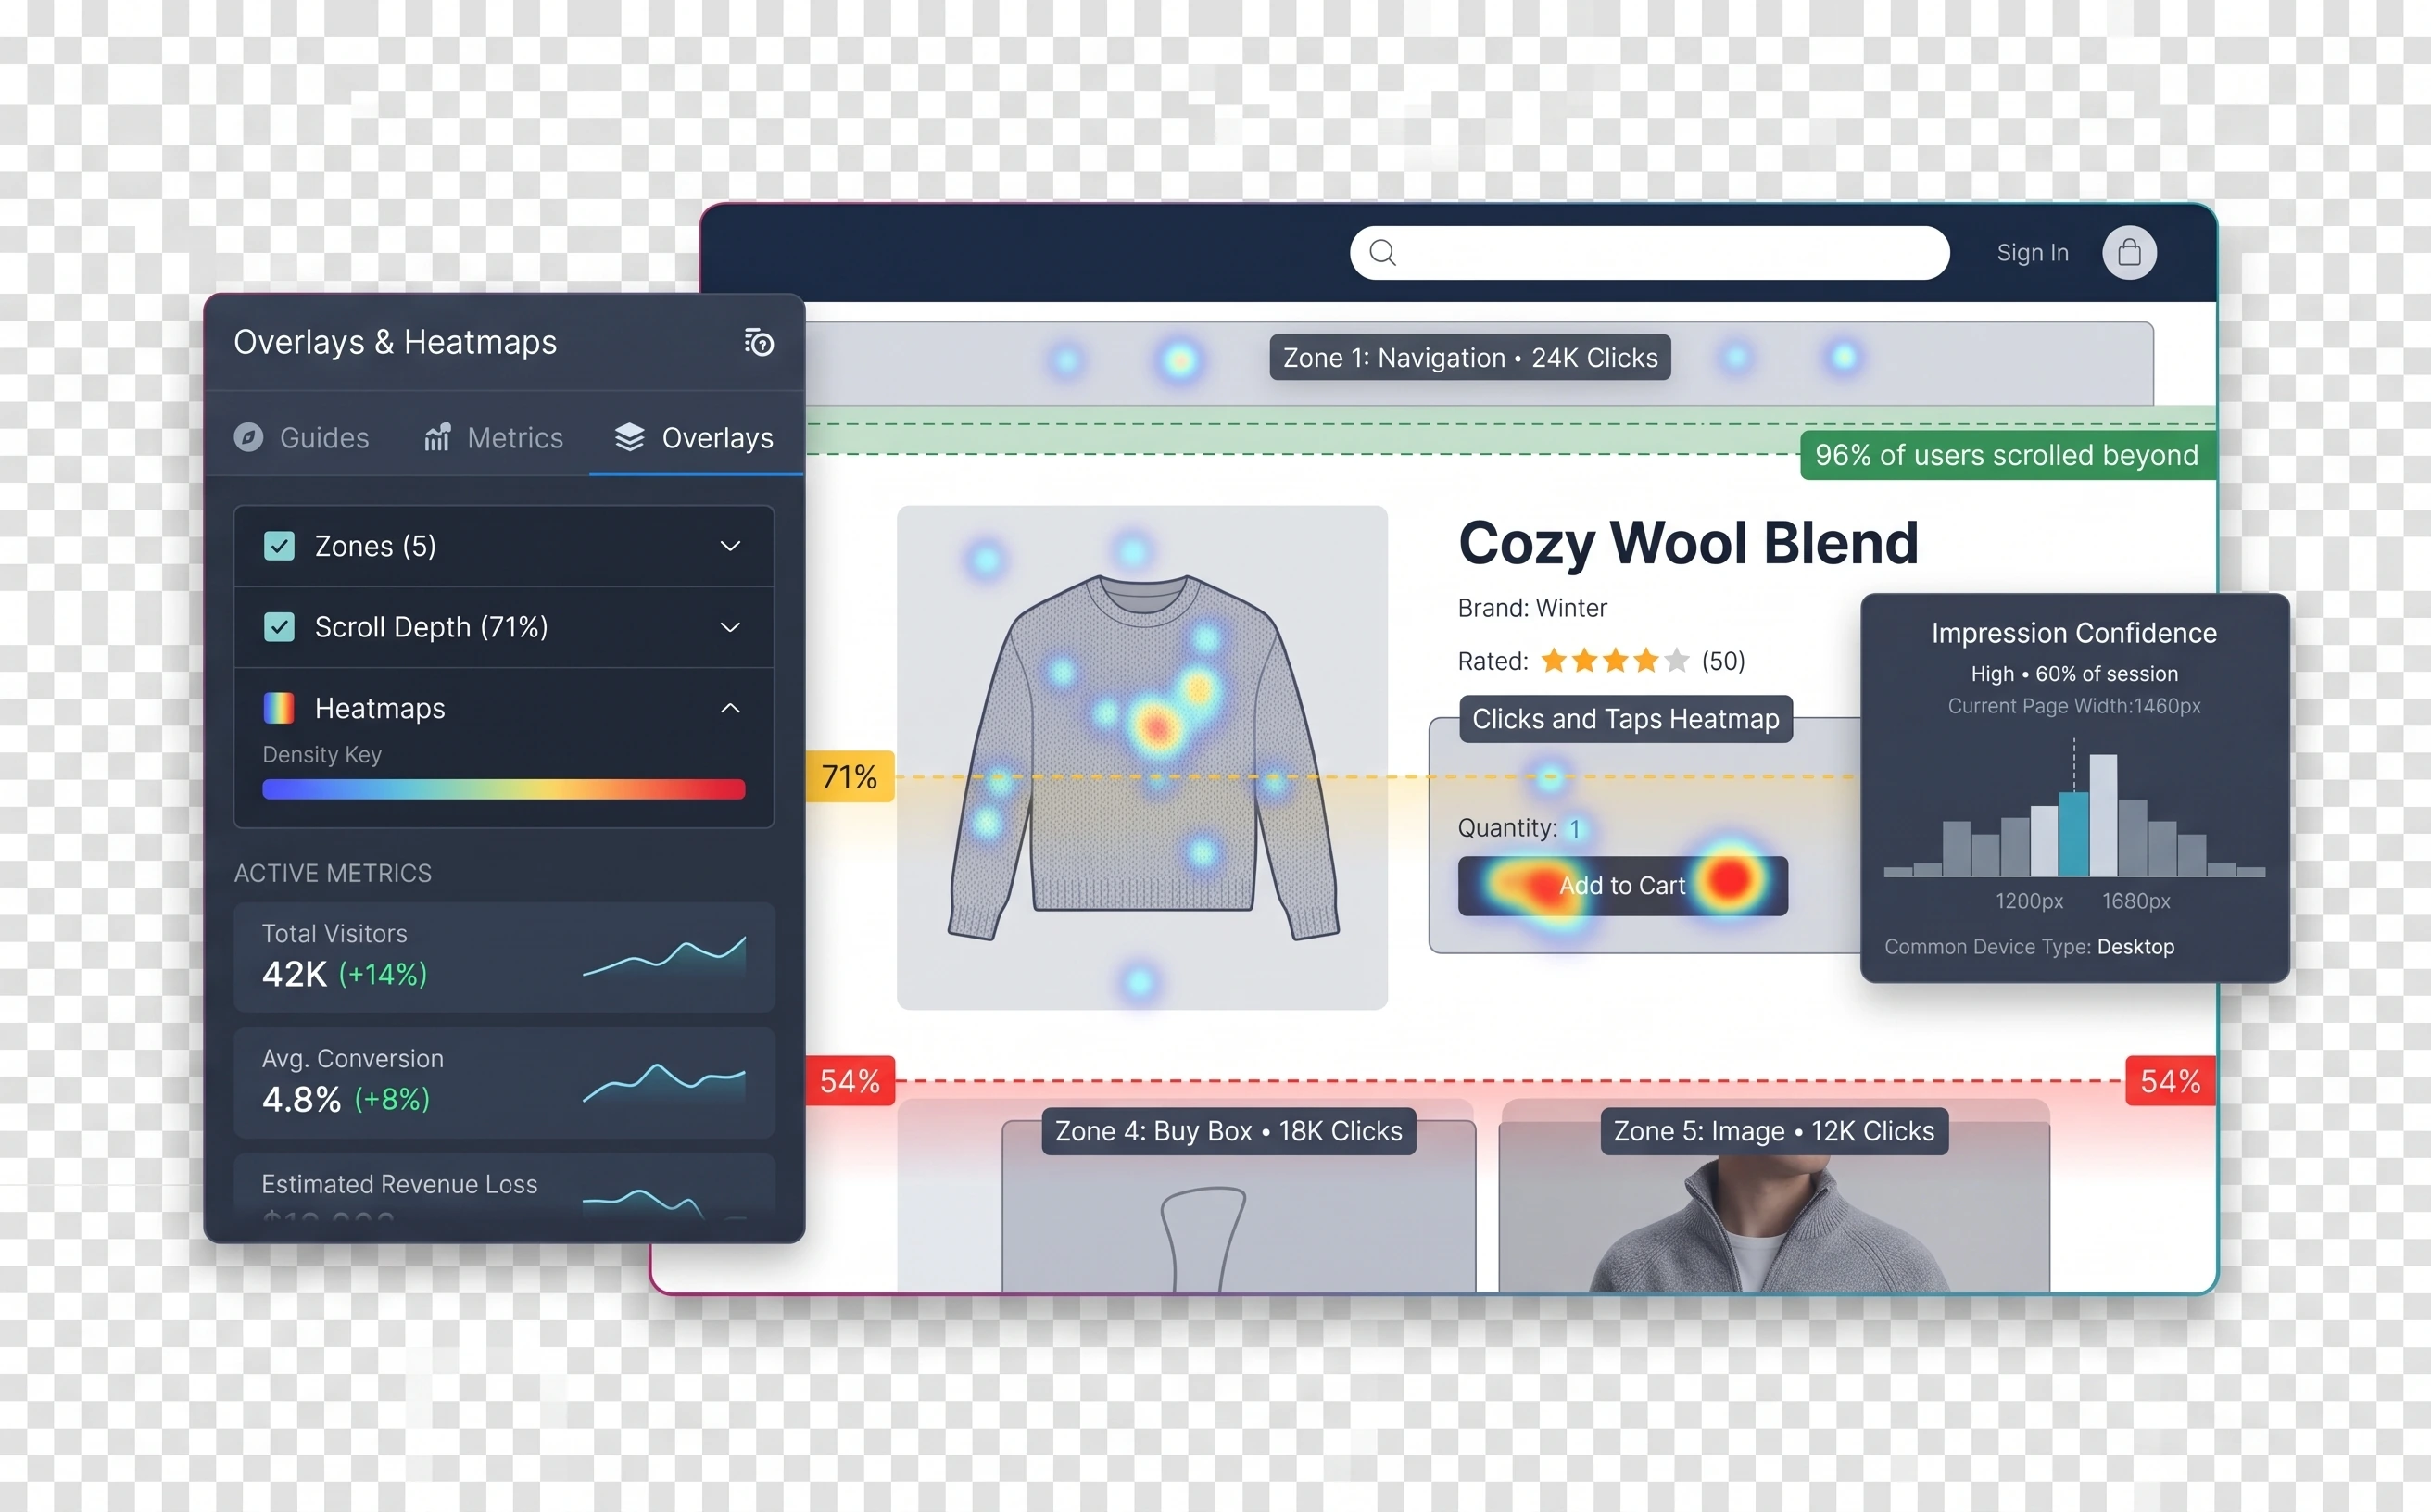 Sign In
Overlays & Heatmaps
Guides
Metrics
Overlays
Zones (5)
Scroll Depth (71%)
Heatmaps
Density Key
ACTIVE METRICS
Total Visitors
42K (+14%)
Avg. Conversion
4.8% (+8%)
Estimated Revenue Loss
Zone 1: Navigation • 24K Clicks
96% of users scrolled beyond
Cozy Wool Blend
Brand: Winter
Rated: (50)
Clicks and Taps Heatmap
71%
Quantity: 1
Add to Cart
Impression Confidence
High • 60% of session
Current Page Width:1460px
1200px 1680px
Common Device Type: Desktop
54%
54%
Zone 4: Buy Box • 18K Clicks
Zone 5: Image • 12K Clicks